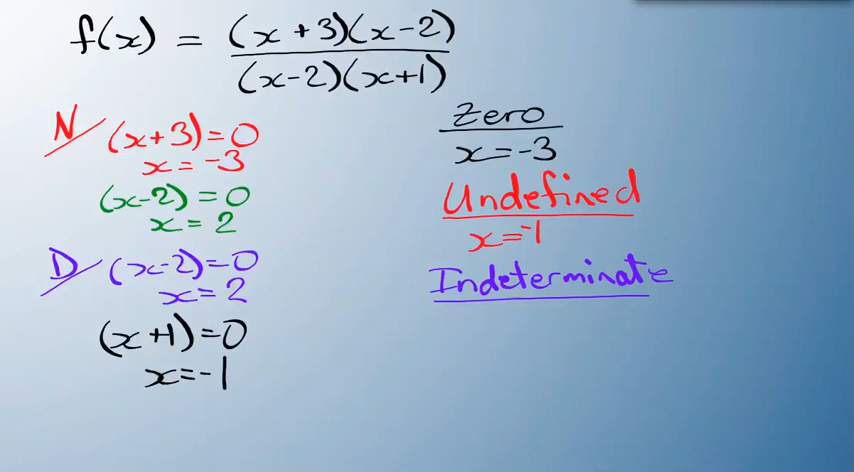 f(x) = (x+3)(x-2)
(x-2)(x+1)
N (x+3)=0
x=-3
(x-2)=0
x=2
D (x-2)=0
x=2
(x+1)=0
x=-1
Zero
x=-3
Undefined
x=-1
Indeterminate